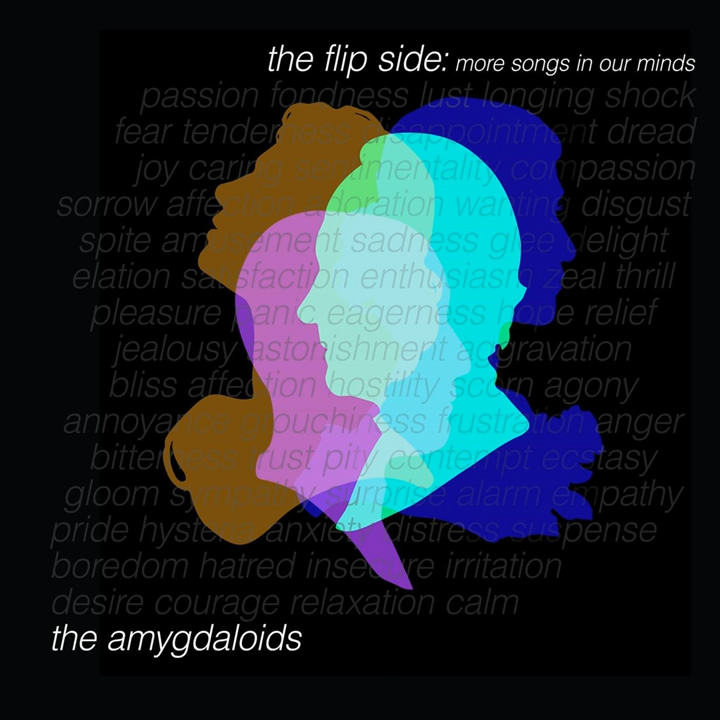 the flip side: more songs in our minds
passion fondness lust longing shock
fear tenderness disappointment dread
joy caring sentimentality compassion
sorrow affection adoration wanting disgust
spite amusement sadness glee delight
elation satisfaction enthusiasm zeal thrill
pleasure panic eagerness hope relief
jealousy astonishment aggravation
bliss affection hostility scorn agony
annoyance grouchiness frustration anger
bitterness trust pity contempt ecstasy
gloom sympathy surprise alarm empathy
pride hysteria anxiety distress suspense
boredom hatred insecure irritation
desire courage relaxation calm
the amygdaloids